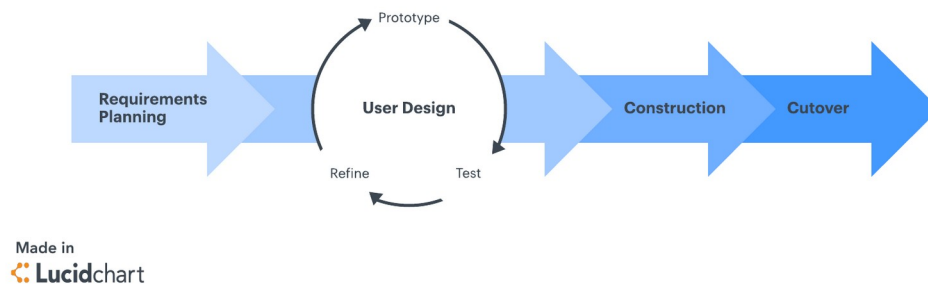 Prototype
Requirements
Planning
User Design
Construction
Cutover
Refine
Test
Made in
Lucidchart